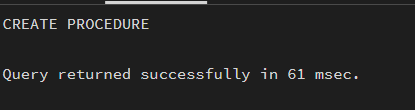 CREATE PROCEDURE
Query returned successfully in 61 msec.